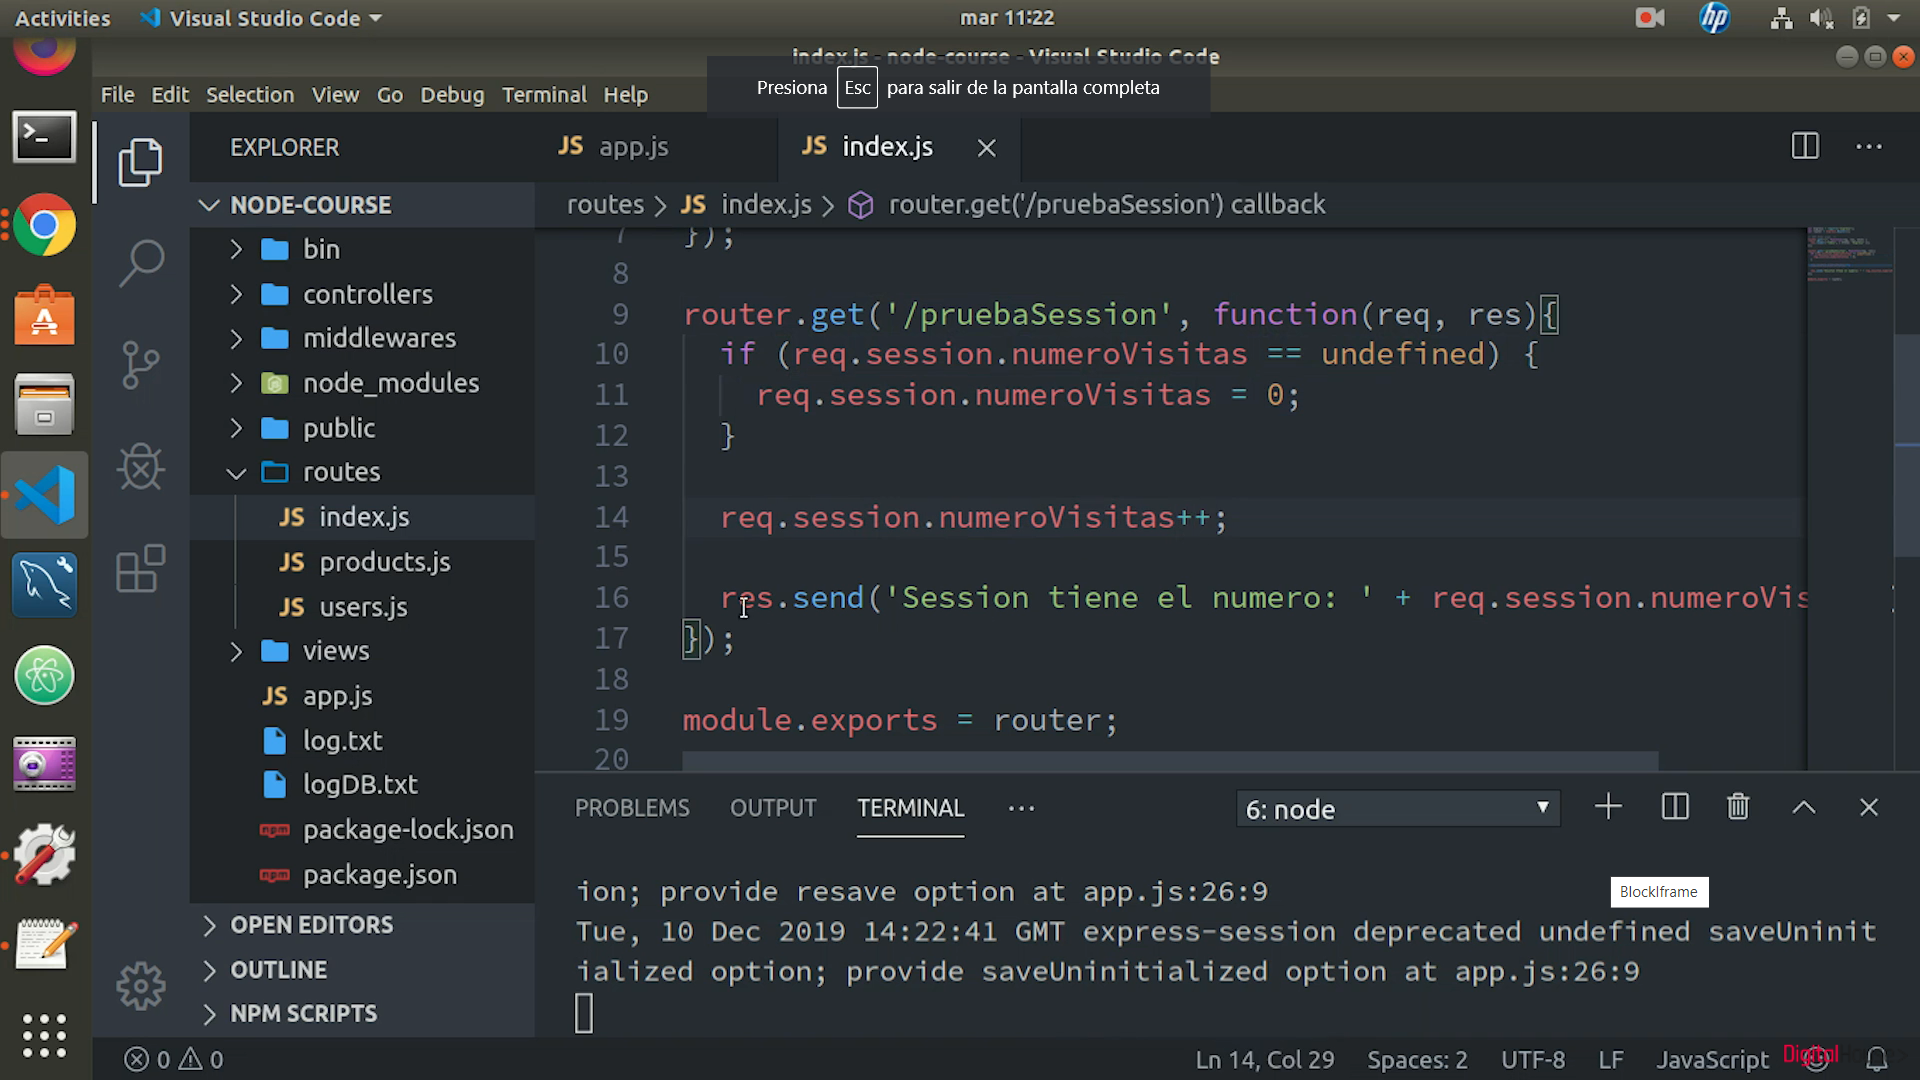 Activities
Visual Studio Code
mar 11:22
hp
index.js - node-course - Visual Studio Code
Presiona Esc para salir de la pantalla completa
File Edit Selection View Go Debug Terminal Help
EXPLORER
JS app.js
JS index.js
NODE-COURSE
routes > JS index.js > router.get('/pruebaSession') callback
bin
controllers
middlewares
node_modules
public
routes
JS index.js
JS products.js
JS users.js
views
JS app.js
log.txt
logDB.txt
npm package-lock.json
npm package.json
OPEN EDITORS
OUTLINE
NPM SCRIPTS
7 });
8
9 router.get('/pruebaSession', function(req, res){
10 if (req.session.numeroVisitas == undefined) {
11 req.session.numeroVisitas = 0;
12 }
13
14 req.session.numeroVisitas++;
15
16 res.send('Session tiene el numero: ' + req.session.numeroVis
17 });
18
19 module.exports = router;
20
PROBLEMS OUTPUT TERMINAL ...
6: node
ion; provide resave option at app.js:26:9
BlockIframe
Tue, 10 Dec 2019 14:22:41 GMT express-session deprecated undefined saveUninit
ialized option; provide saveUninitialized option at app.js:26:9
0 0
Ln 14, Col 29 Spaces: 2 UTF-8 LF JavaScript
Digital